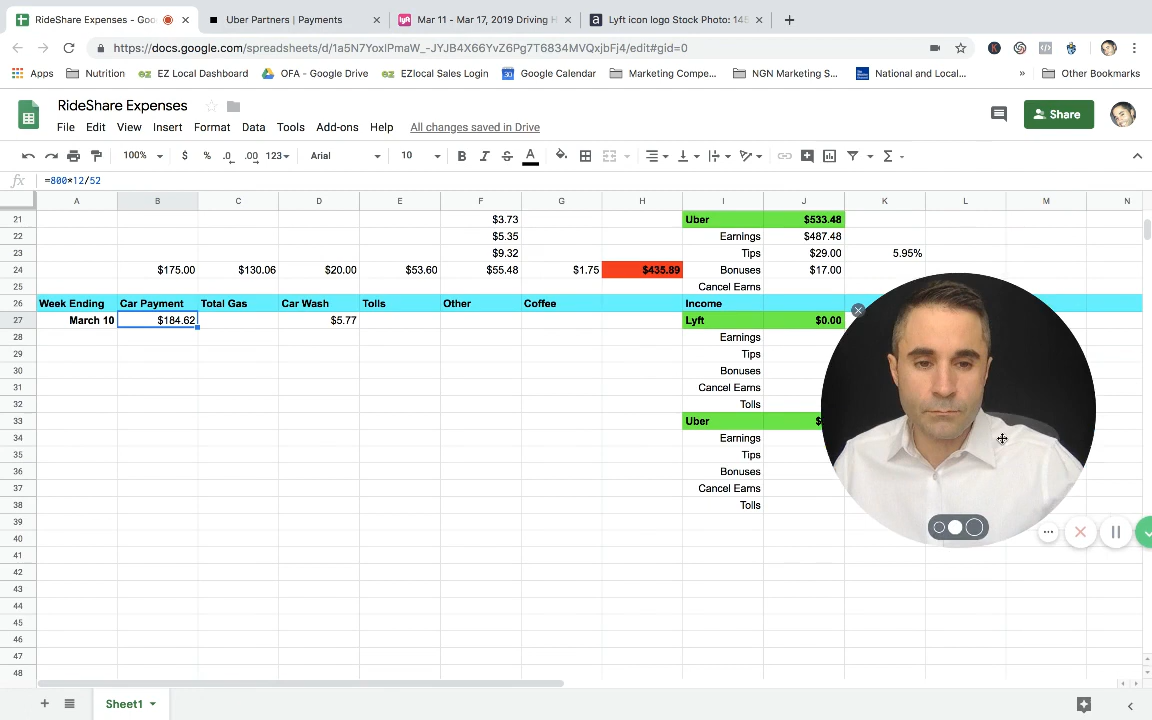 RideShare Expenses - Goo
Uber Partners | Payments
Mar 11 - Mar 17, 2019 Driving H
Lyft icon logo Stock Photo: 148
https://docs.google.com/spreadsheets/d/1a5N7YoxlPmaW_-JYJB4X66YvZ6Pg7T6834MVQxjbFj4/edit#gid=0
Apps Nutrition EZ Local Dashboard OFA - Google Drive EZlocal Sales Login Google Calendar Marketing Compe... NGN Marketing S... National and Local... » Other Bookmarks
RideShare Expenses
File Edit View Insert Format Data Tools Add-ons Help All changes saved in Drive
Share
100% $ % .0 .00 123 Arial 10 B I S A
fx =800*12/52
A B C D E F G H I J K L M N
21 $3.73 Uber $533.48
22 $5.35 Earnings $487.48
23 $9.32 Tips $29.00 5.95%
24 $175.00 $130.06 $20.00 $53.60 $55.48 $1.75 $435.89 Bonuses $17.00
25 Cancel Earns
26 Week Ending Car Payment Total Gas Car Wash Tolls Other Coffee Income
27 March 10 $184.62 $5.77 Lyft $0.00
28 Earnings
29 Tips
30 Bonuses
31 Cancel Earns
32 Tolls
33 Uber $
34 Earnings
35 Tips
36 Bonuses
37 Cancel Earns
38 Tolls
39
40
41
42
43
44
45
46
47
48
Sheet1